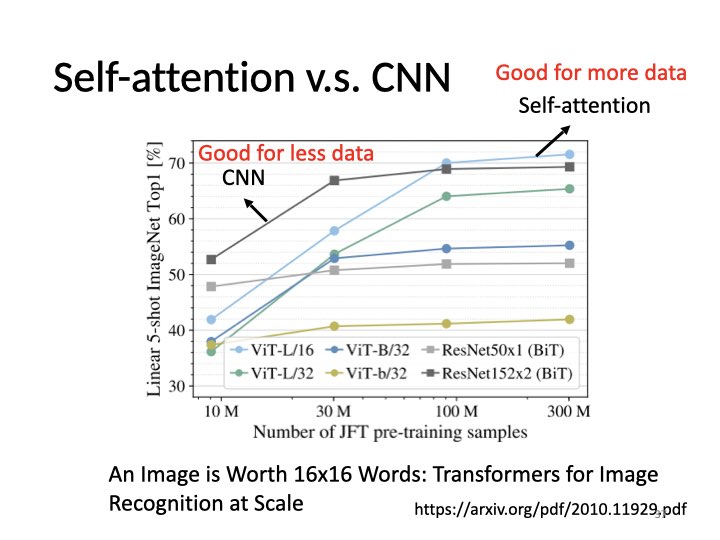 Self-attention v.s. CNN
Good for more data
Self-attention
Good for less data
CNN
Linear 5-shot ImageNet Top1 [%]
70
60
50
40
30
ViT-L/16 ViT-B/32 ResNet50x1 (BiT)
ViT-L/32 ViT-b/32 ResNet152x2 (BiT)
10 M 30 M 100 M 300 M
Number of JFT pre-training samples
An Image is Worth 16x16 Words: Transformers for Image
Recognition at Scale
https://arxiv.org/pdf/2010.11929.pdf